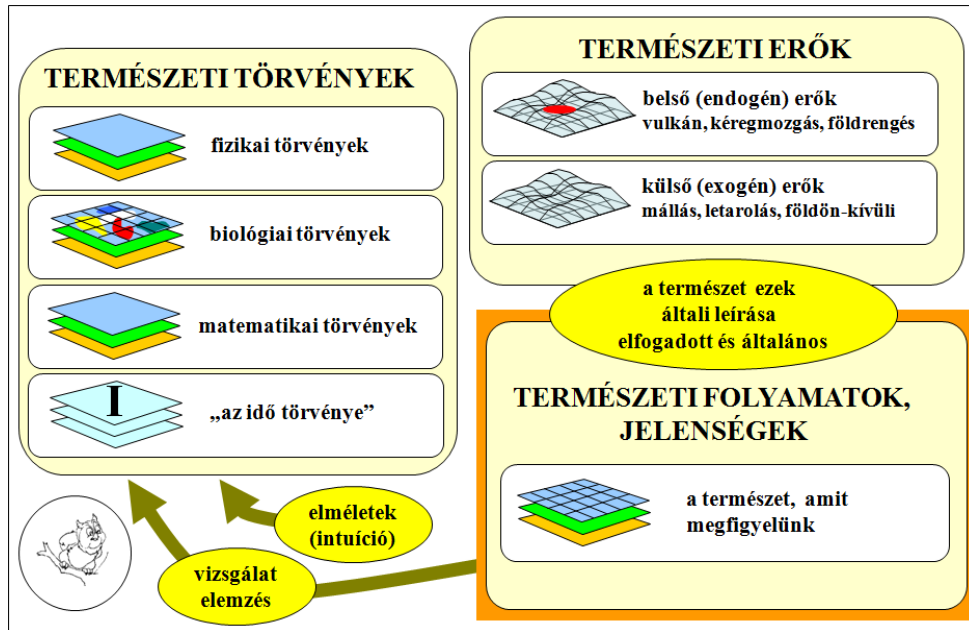 TERMÉSZETI TÖRVÉNYEK
fizikai törvények
biológiai törvények
matematikai törvények
I
„az idő törvénye”
TERMÉSZETI ERŐK
belső (endogén) erők
vulkán, kéregmozgás, földrengés
külső (exogén) erők
mállás, letarolás, földön-kívüli
a természet ezek
általi leírása
elfogadott és általános
TERMÉSZETI FOLYAMATOK,
JELENSÉGEK
a természet, amit
megfigyelünk
elméletek
(intuíció)
vizsgálat
elemzés